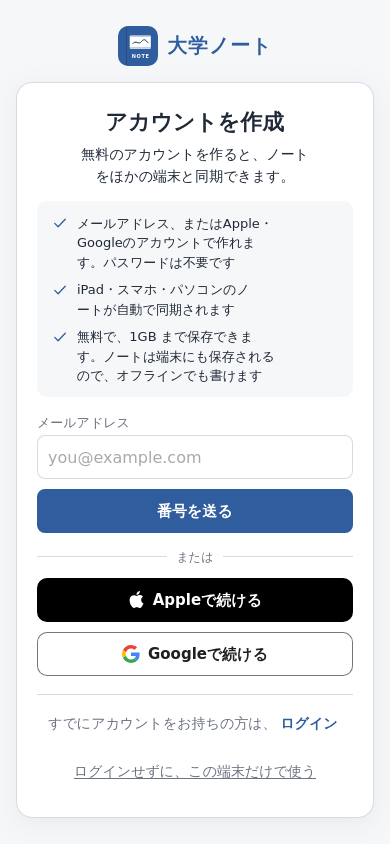 NOTE
大学ノート
アカウントを作成
無料のアカウントを作ると、ノート
をほかの端末と同期できます。
メールアドレス、またはApple・
Googleのアカウントで作れま
す。パスワードは不要です
iPad・スマホ・パソコンのノ
ートが自動で同期されます
無料で、1GB まで保存できま
す。ノートは端末にも保存される
ので、オフラインでも書けます
メールアドレス
you@example.com
番号を送る
または
Appleで続ける
Googleで続ける
すでにアカウントをお持ちの方は、 ログイン
ログインせずに、この端末だけで使う